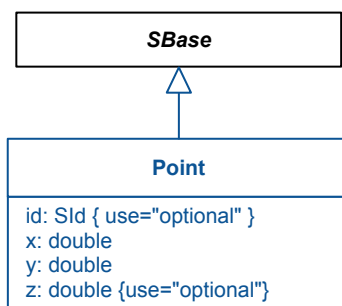 SBase
Point
id: SId { use="optional" }
x: double
y: double
z: double {use="optional"}